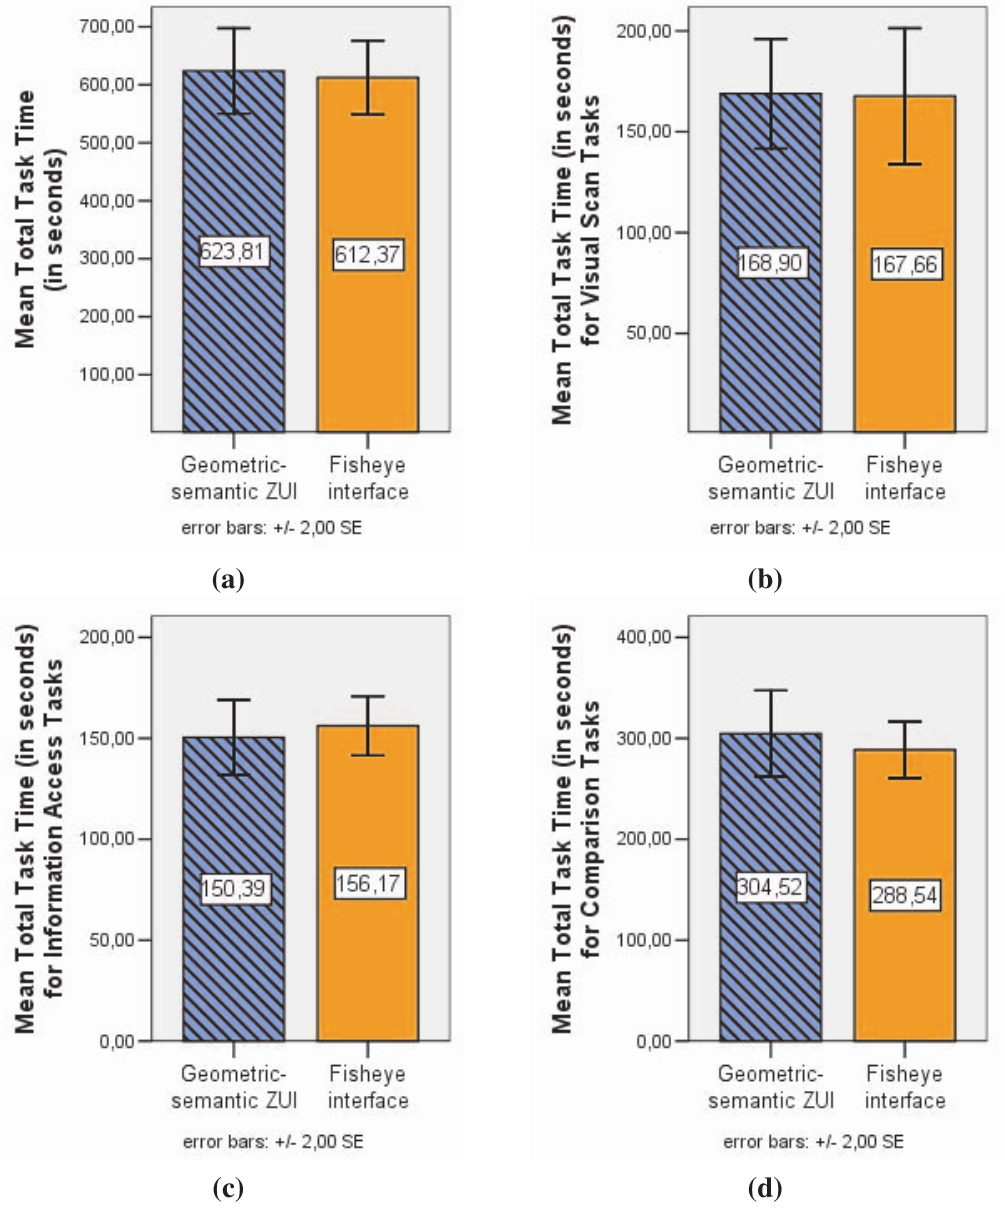 Mean Total Task Time
(in seconds)
700,00
600,00
500,00
400,00
300,00
200,00
100,00
623,81
612,37
Geometric-
semantic ZUI
Fisheye
interface
error bars: +/- 2,00 SE
(a)
Mean Total Task Time (in seconds)
for Visual Scan Tasks
200,00
150,00
100,00
50,00
168,90
167,66
Geometric-
semantic ZUI
Fisheye
interface
error bars: +/- 2,00 SE
(b)
Mean Total Task Time (in seconds)
for Information Access Tasks
200,00
150,00
100,00
50,00
0,00
150,39
156,17
Geometric-
semantic ZUI
Fisheye
interface
error bars: +/- 2,00 SE
(c)
Mean Total Task Time (in seconds)
for Comparison Tasks
400,00
300,00
200,00
100,00
0,00
304,52
288,54
Geometric-
semantic ZUI
Fisheye
interface
error bars: +/- 2,00 SE
(d)